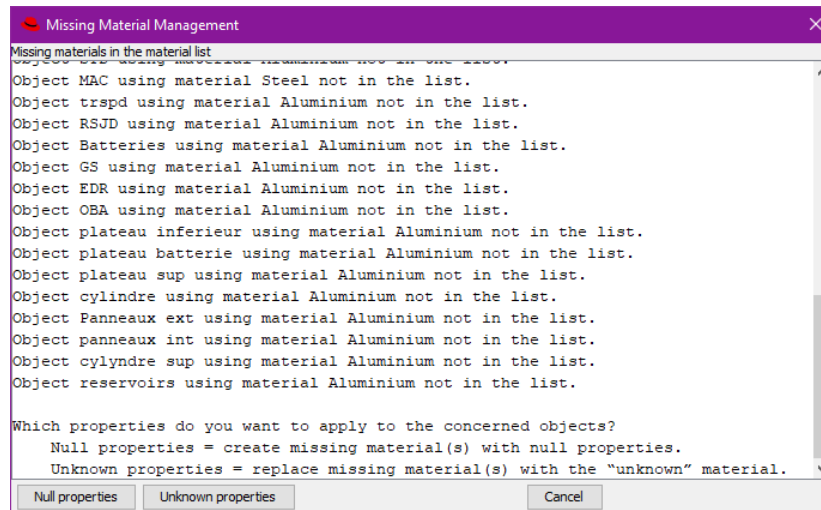 Missing Material Management
Missing materials in the material list
Object MAC using material Steel not in the list.
Object trspd using material Aluminium not in the list.
Object RSJD using material Aluminium not in the list.
Object Batteries using material Aluminium not in the list.
Object GS using material Aluminium not in the list.
Object EDR using material Aluminium not in the list.
Object OBA using material Aluminium not in the list.
Object plateau inferieur using material Aluminium not in the list.
Object plateau batterie using material Aluminium not in the list.
Object plateau sup using material Aluminium not in the list.
Object cylindre using material Aluminium not in the list.
Object Panneaux ext using material Aluminium not in the list.
Object panneaux int using material Aluminium not in the list.
Object cylyndre sup using material Aluminium not in the list.
Object reservoirs using material Aluminium not in the list.
Which properties do you want to apply to the concerned objects?
Null properties = create missing material(s) with null properties.
Unknown properties = replace missing material(s) with the “unknown” material.
Null properties Unknown properties Cancel